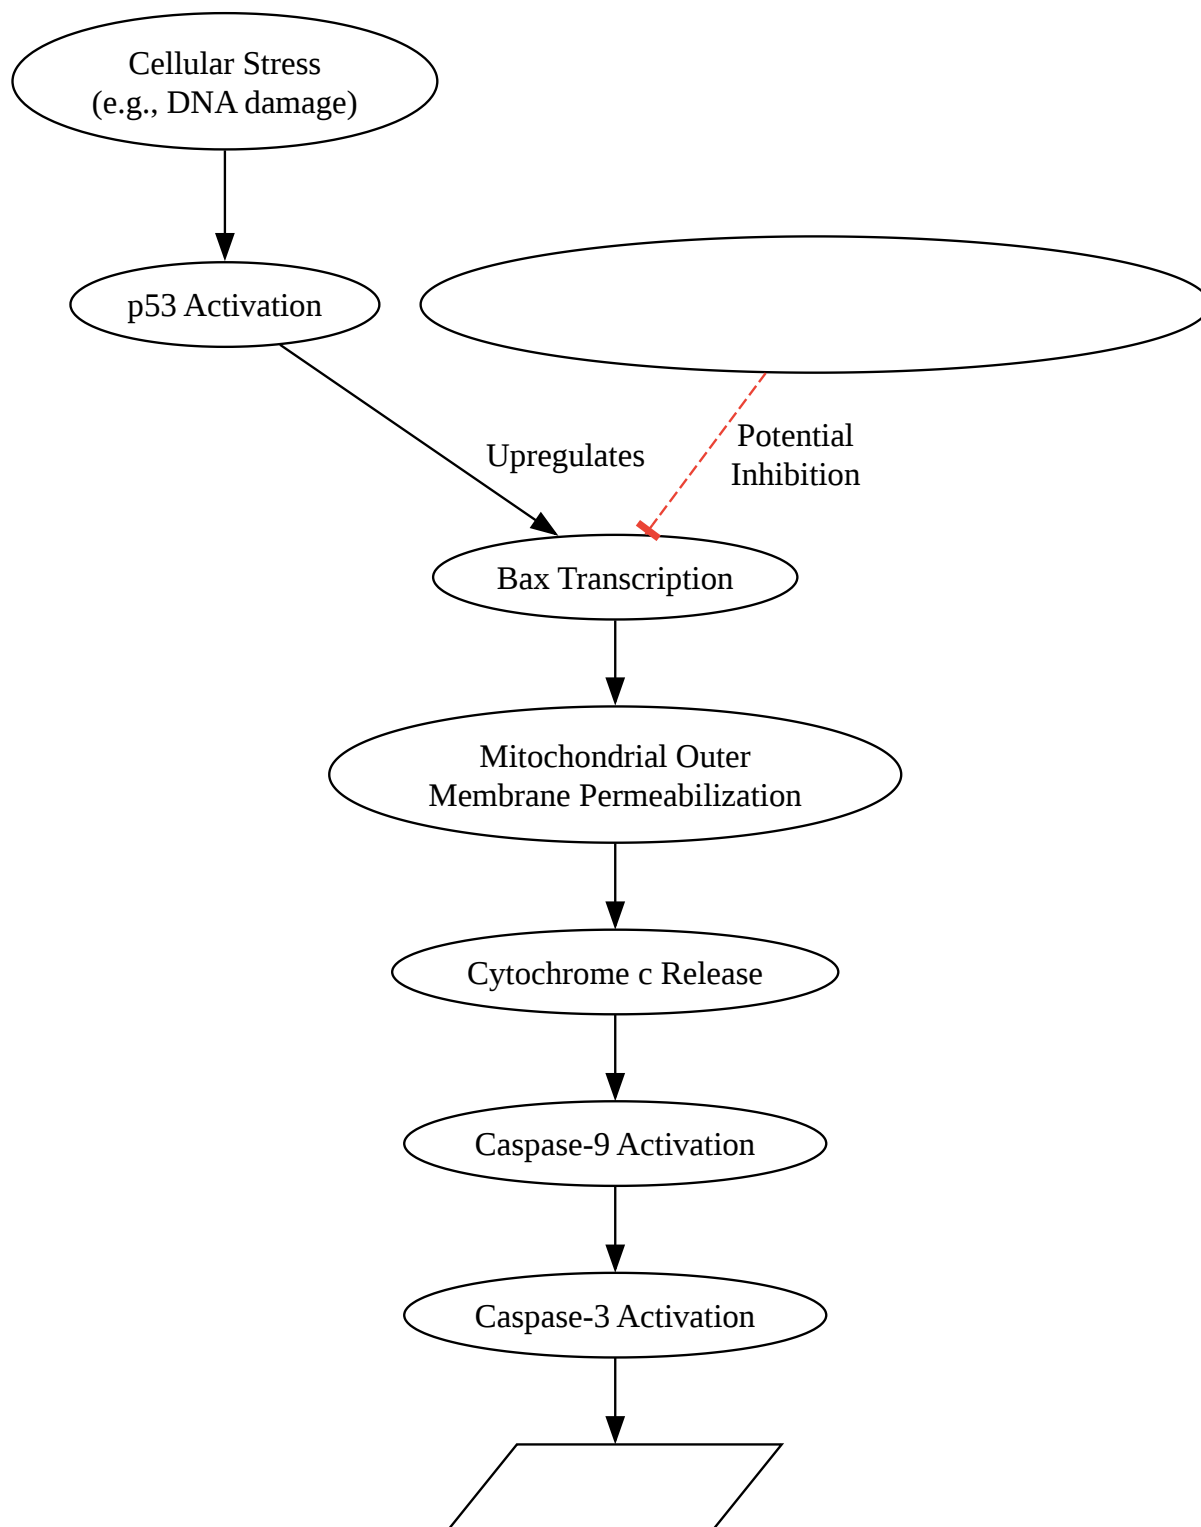 Cellular Stress
(e.g., DNA damage)
p53 Activation
Upregulates
Potential
Inhibition
Bax Transcription
Mitochondrial Outer
Membrane Permeabilization
Cytochrome c Release
Caspase-9 Activation
Caspase-3 Activation